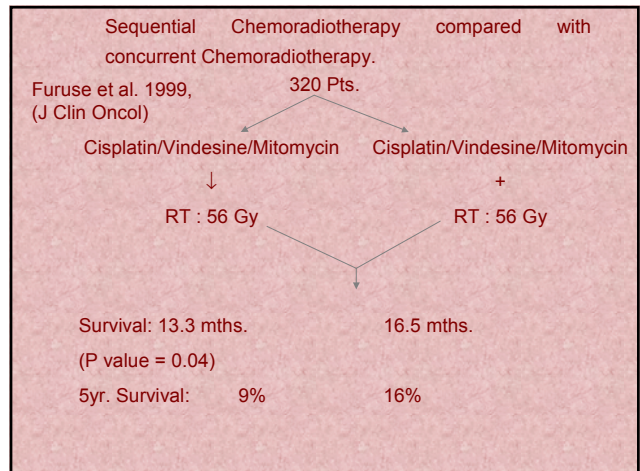 Sequential Chemoradiotherapy compared with
concurrent Chemoradiotherapy.
Furuse et al. 1999,
(J Clin Oncol)
320 Pts.
Cisplatin/Vindesine/Mitomycin Cisplatin/Vindesine/Mitomycin
↓ +
RT : 56 Gy RT : 56 Gy
Survival: 13.3 mths. 16.5 mths.
(P value = 0.04)
5yr. Survival: 9% 16%